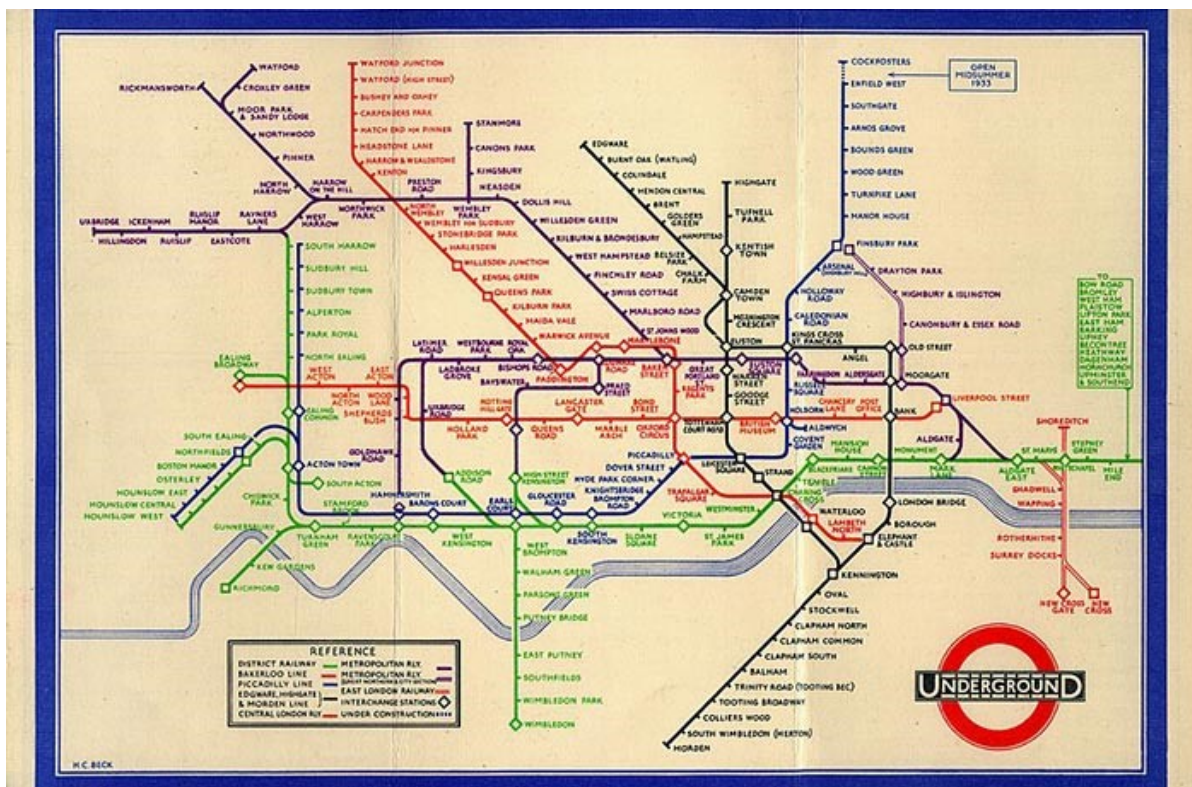 WATFORD
RICKMANSWORTH
CROXLEY GREEN
MOOR PARK
& SANDY LODGE
NORTHWOOD
PINNER
NORTH
HARROW
HARROW
ON THE HILL
NORTHWICK
PARK
PRESTON
ROAD
WEMBLEY
PARK
NEASDEN
KINGSBURY
CANONS PARK
STANMORE
WATFORD JUNCTION
WATFORD (HIGH STREET)
BUSHEY AND OXHEY
CARPENDERS PARK
HATCH END FOR PINNER
HEADSTONE LANE
HARROW & WEALDSTONE
KENTON
NORTH
WEMBLEY
WEMBLEY FOR SUDBURY
STONEBRIDGE PARK
HARLESDEN
WILLESDEN JUNCTION
KENSAL GREEN
QUEENS PARK
KILBURN PARK
MAIDA VALE
WARWICK AVENUE
PADDINGTON
EDGWARE
BURNT OAK (WATLING)
COLINDALE
HENDON CENTRAL
BRENT
GOLDERS
GREEN
HAMPSTEAD
BELSIZE
PARK
CHALK
FARM
HIGHGATE
TUFNELL
PARK
KENTISH
TOWN
CAMDEN
TOWN
MORNINGTON
CRESCENT
EUSTON
COCKFOSTERS
ENFIELD WEST
SOUTHGATE
ARNOS GROVE
BOUNDS GREEN
WOOD GREEN
TURNPIKE LANE
MANOR HOUSE
FINSBURY PARK
OPEN
MIDSUMMER
1933
ARSENAL
(HIGHBURY HILL)
HOLLOWAY
ROAD
CALEDONIAN
ROAD
KINGS CROSS
ST. PANCRAS
DRAYTON PARK
HIGHBURY & ISLINGTON
CANONBURY & ESSEX ROAD
OLD STREET
MOORGATE
ANGEL
TO
BOW ROAD
BROMLEY
WEST HAM
PLAISTOW
UPTON PARK
EAST HAM
BARKING
UPNEY
BECONTREE
HEATHWAY
DAGENHAM
HORNCHURCH
UPMINSTER
& SOUTHEND
UXBRIDGE
ICKENHAM
RUISLIP
MANOR
RAYNERS
LANE
HILLINGDON
RUISLIP
EASTCOTE
WEST
HARROW
DOLLIS HILL
WILLESDEN GREEN
KILBURN & BRONDESBURY
WEST HAMPSTEAD
FINCHLEY ROAD
SWISS COTTAGE
MARLBORO ROAD
ST JOHNS WOOD
SOUTH HARROW
SUDBURY HILL
SUDBURY TOWN
ALPERTON
PARK ROYAL
NORTH EALING
EALING
BROADWAY
WEST
ACTON
EAST
ACTON
NORTH
ACTON
WOOD
LANE
SHEPHERDS
BUSH
LATIMER
ROAD
WESTBOURNE
PARK
ROYAL
OAK
LADBROKE
GROVE
BISHOPS ROAD
BAYSWATER
PRAED
STREET
EDGWARE
ROAD
MARYLEBONE
BAKER
STREET
REGENTS
PARK
GREAT
PORTLAND
ST.
WARREN
STREET
GOODGE
STREET
EUSTON
SQUARE
FARRINGDON
ALDERSGATE
RUSSELL
SQUARE
HOLBORN
CHANCERY
LANE
POST
OFFICE
BANK
LIVERPOOL STREET
ALDGATE
UXBRIDGE
ROAD
HOLLAND
PARK
NOTTING
HILL GATE
QUEENS
ROAD
LANCASTER
GATE
MARBLE
ARCH
BOND
STREET
OXFORD
CIRCUS
TOTTENHAM
COURT ROAD
BRITISH
MUSEUM
ALDWYCH
COVENT
GARDEN
EALING
COMMON
SOUTH EALING
NORTHFIELDS
BOSTON MANOR
OSTERLEY
HOUNSLOW EAST
HOUNSLOW CENTRAL
HOUNSLOW WEST
ACTON TOWN
SOUTH ACTON
CHISWICK
PARK
GUNNERSBURY
KEW GARDENS
RICHMOND
TURNHAM
GREEN
STAMFORD
BROOK
RAVENSCOURT
PARK
GOLDHAWK
ROAD
HAMMERSMITH
BARONS COURT
WEST
KENSINGTON
ADDISON
ROAD
EARLS
COURT
HIGH STREET
KENSINGTON
GLOUCESTER
ROAD
SOUTH
KENSINGTON
BROMPTON
ROAD
KNIGHTSBRIDGE
HYDE PARK CORNER
DOVER STREET
PICCADILLY
LEICESTER
SQUARE
STRAND
TRAFALGAR
SQUARE
CHARING
CROSS
SLOANE
SQUARE
VICTORIA
ST. JAMES
PARK
WESTMINSTER
TEMPLE
BLACKFRIARS
MANSION
HOUSE
CANNON
STREET
MONUMENT
MARK
LANE
ALDGATE
EAST
ST. MARYS
STEPNEY
GREEN
MILE
END
SHOREDITCH
SHADWELL
WAPPING
ROTHERHITHE
SURREY DOCKS
NEW CROSS
GATE
NEW
CROSS
WATERLOO
LAMBETH
NORTH
LONDON BRIDGE
BOROUGH
ELEPHANT
& CASTLE
KENNINGTON
OVAL
STOCKWELL
CLAPHAM NORTH
CLAPHAM COMMON
CLAPHAM SOUTH
BALHAM
TRINITY ROAD (TOOTING BEC)
TOOTING BROADWAY
COLLIERS WOOD
SOUTH WIMBLEDON (MERTON)
MORDEN
WEST
BROMPTON
WALHAM GREEN
PARSONS GREEN
PUTNEY BRIDGE
EAST PUTNEY
SOUTHFIELDS
WIMBLEDON PARK
WIMBLEDON
REFERENCE
DISTRICT RAILWAY
BAKERLOO LINE
PICCADILLY LINE
EDGWARE, HIGHGATE
& MORDEN LINE
CENTRAL LONDON RLY.
METROPOLITAN RLY.
METROPOLITAN RLY.
(GREAT NORTHERN & CITY SECTION)
EAST LONDON RAILWAY
INTERCHANGE STATIONS
UNDER CONSTRUCTION
UNDERGROUND
H.C. BECK